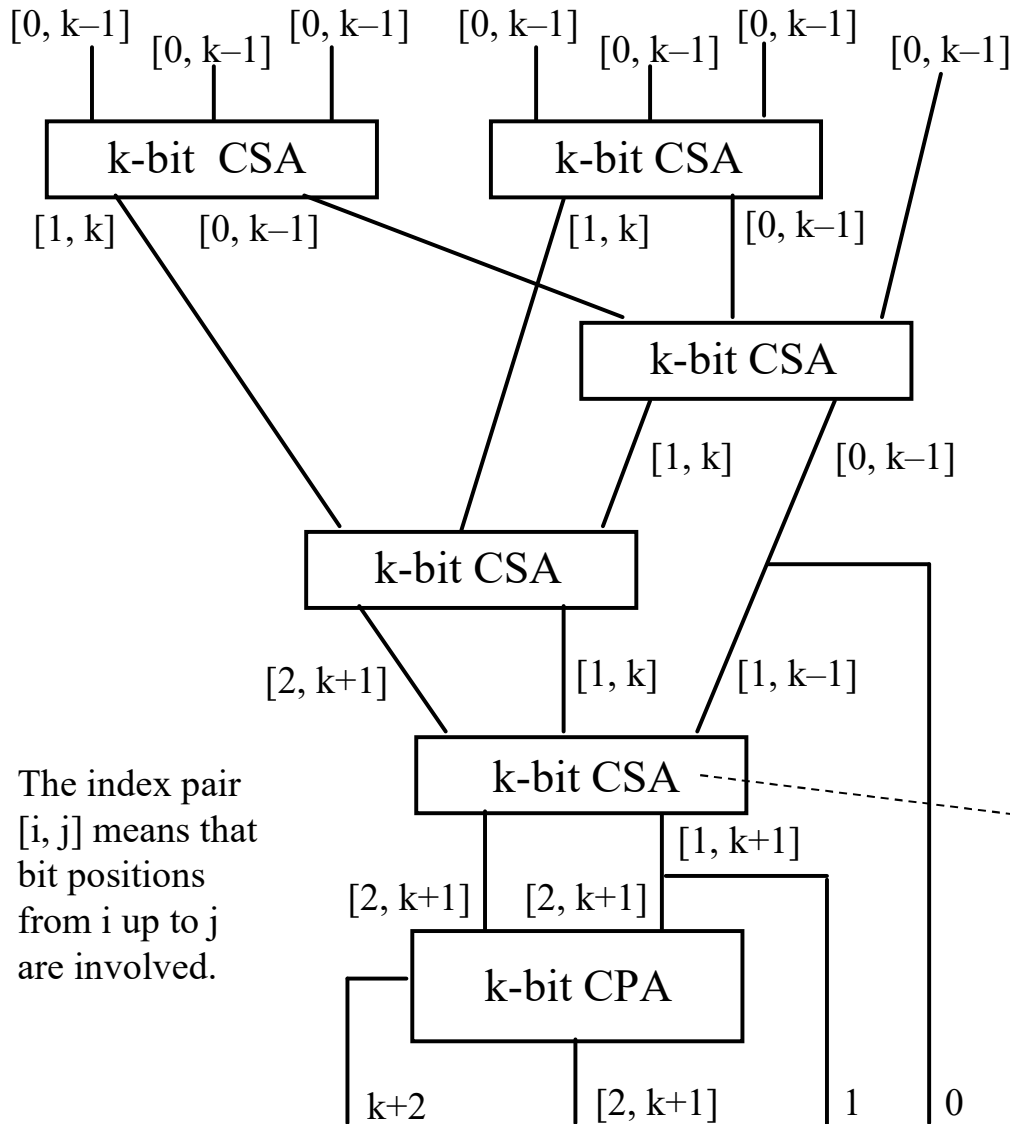 [0, k–1]
[0, k–1]
[0, k–1]
[0, k–1]
[0, k–1]
[0, k–1]
[0, k–1]
k-bit CSA
k-bit CSA
[1, k]
[0, k–1]
[1, k]
[0, k–1]
k-bit CSA
[1, k]
[0, k–1]
k-bit CSA
[2, k+1]
[1, k]
[1, k–1]
k-bit CSA
The index pair
[i, j] means that
bit positions
from i up to j
are involved.
[1, k+1]
[2, k+1]
[2, k+1]
k-bit CPA
k+2
[2, k+1]
1
0